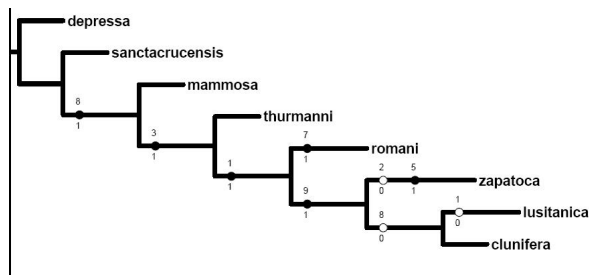 depressa
sanctacrucensis
8
mammosa
1
3
thurmanni
1
1
7
romani
1
1
9
2
5
zapatoca
1
0
1
8
1
lusitanica
0
0
clunifera